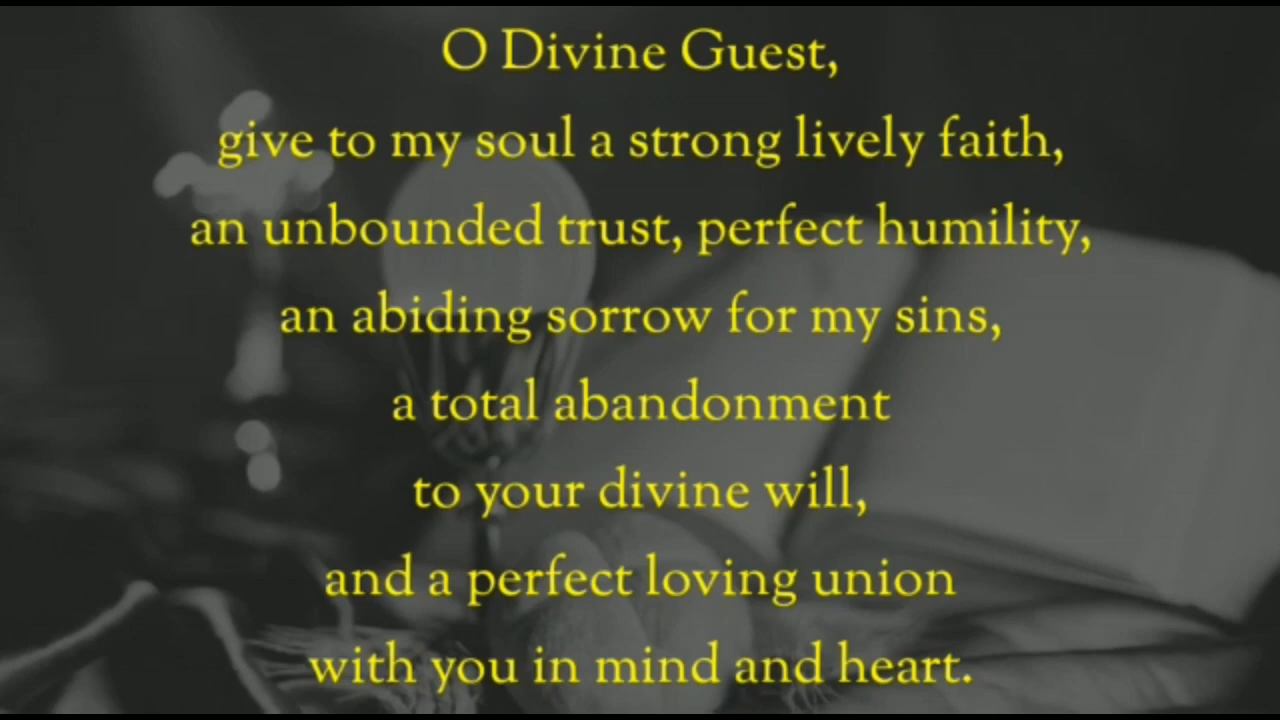 O Divine Guest,
give to my soul a strong lively faith,
an unbounded trust, perfect humility,
an abiding sorrow for my sins,
a total abandonment
to your divine will,
and a perfect loving union
with you in mind and heart.